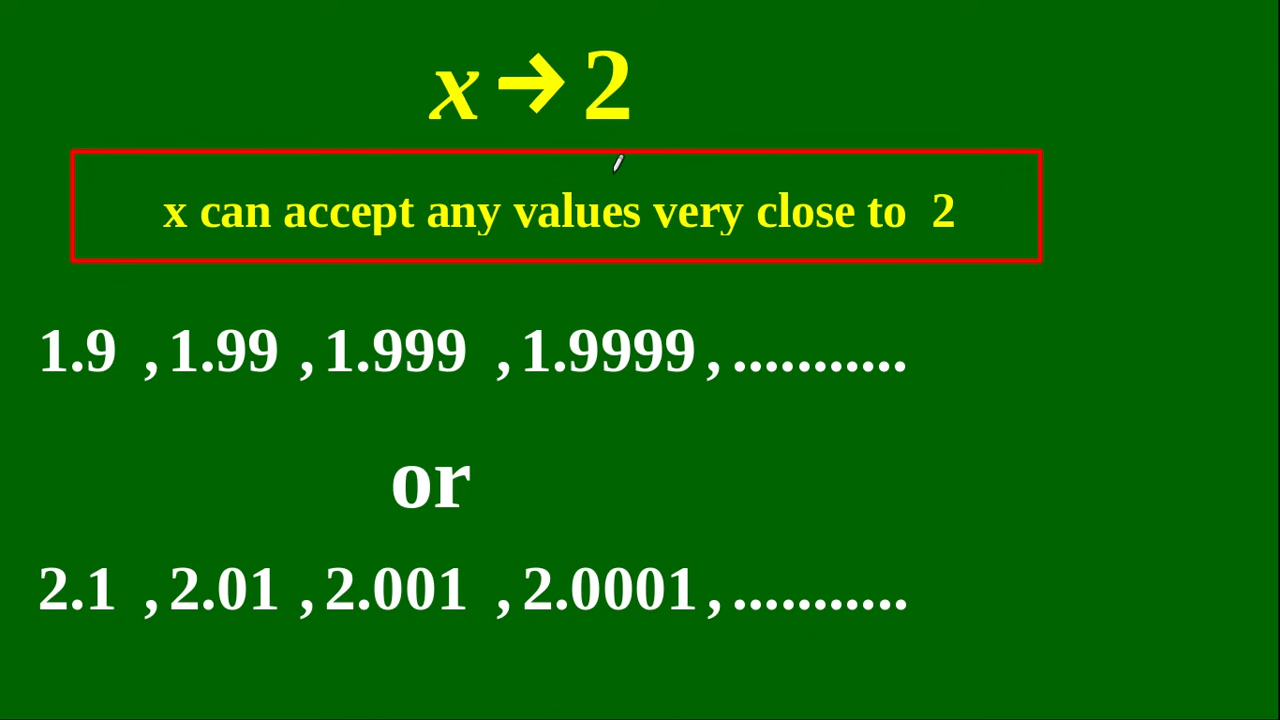 x → 2
x can accept any values very close to 2
1.9 , 1.99 , 1.999 , 1.9999 , ...........
or
2.1 , 2.01 , 2.001 , 2.0001 , ...........